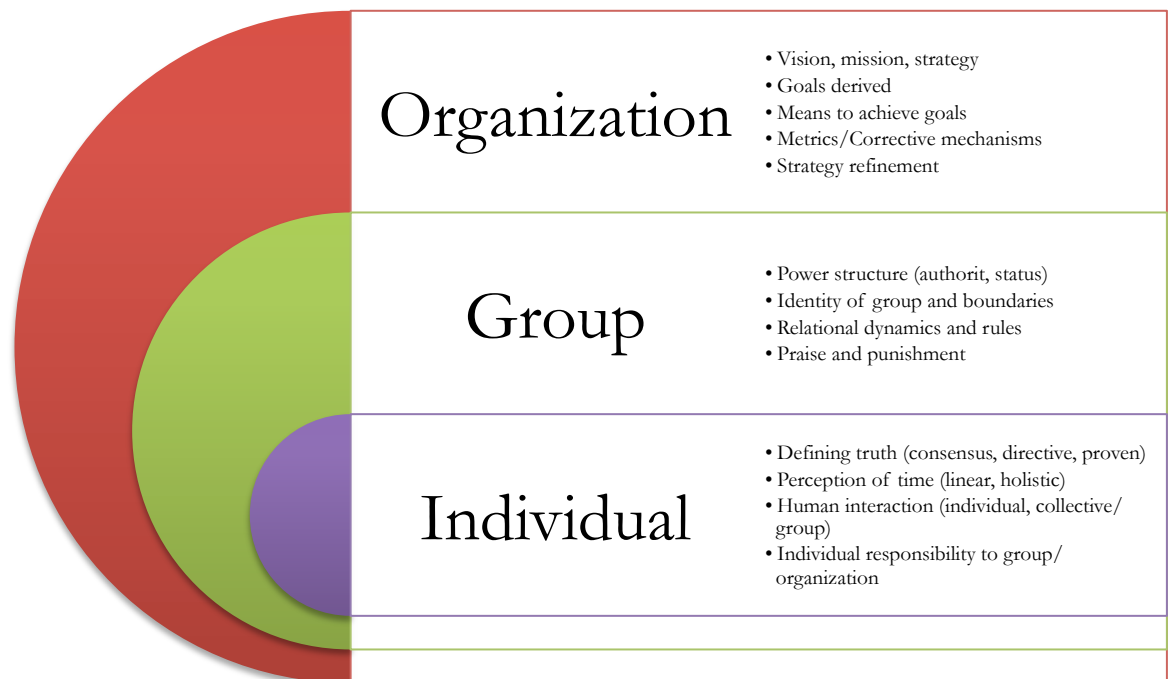 Organization
• Vision, mission, strategy
• Goals derived
• Means to achieve goals
• Metrics/Corrective mechanisms
• Strategy refinement
Group
• Power structure (authorit, status)
• Identity of group and boundaries
• Relational dynamics and rules
• Praise and punishment
Individual
• Defining truth (consensus, directive, proven)
• Perception of time (linear, holistic)
• Human interaction (individual, collective/
group)
• Individual responsibility to group/
organization